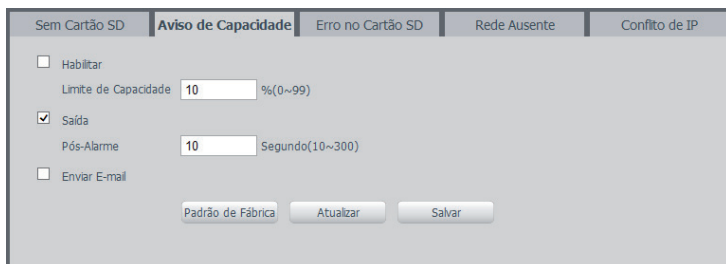 Sem Cartão SD Aviso de Capacidade Erro no Cartão SD Rede Ausente Conflito de IP
Habilitar
Limite de Capacidade 10 %(0~99)
Saída
Pós-Alarme 10 Segundo(10~300)
Enviar E-mail
Padrão de Fábrica Atualizar Salvar